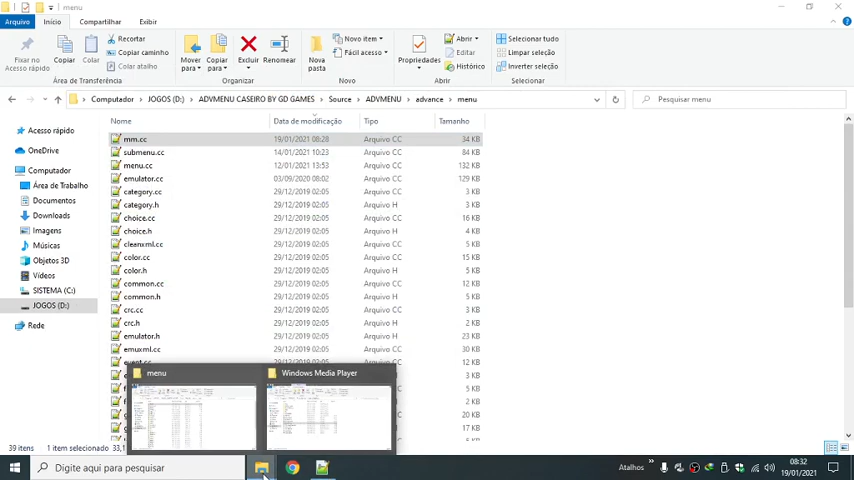 menu
Arquivo Início Compartilhar Exibir
Fixar no Acesso rápido
Copiar
Colar
Recortar
Copiar caminho
Colar atalho
Área de Transferência
Mover para
Copiar para
Excluir
Renomear
Organizar
Nova pasta
Novo item
Fácil acesso
Novo
Propriedades
Abrir
Editar
Histórico
Abrir
Selecionar tudo
Limpar seleção
Inverter seleção
Selecionar
Computador > JOGOS (D:) > ADVMENU CASEIRO BY GD GAMES > Source > ADVMENU > advance > menu
Pesquisar menu
Acesso rápido
OneDrive
Computador
Área de Trabalho
Documentos
Downloads
Imagens
Músicas
Objetos 3D
Vídeos
SISTEMA (C:)
JOGOS (D:)
Rede
Nome Data de modificação Tipo Tamanho
mm.cc 19/01/2021 08:28 Arquivo CC 34 KB
submenu.cc 14/01/2021 10:23 Arquivo CC 84 KB
menu.cc 12/01/2021 13:53 Arquivo CC 132 KB
emulator.cc 03/09/2020 08:02 Arquivo CC 129 KB
category.cc 29/12/2019 02:05 Arquivo CC 3 KB
category.h 29/12/2019 02:05 Arquivo H 3 KB
choice.cc 29/12/2019 02:05 Arquivo CC 16 KB
choice.h 29/12/2019 02:05 Arquivo H 4 KB
cleanxml.cc 29/12/2019 02:05 Arquivo CC 5 KB
color.cc 29/12/2019 02:05 Arquivo CC 15 KB
color.h 29/12/2019 02:05 Arquivo H 5 KB
common.cc 29/12/2019 02:05 Arquivo CC 12 KB
common.h 29/12/2019 02:05 Arquivo H 5 KB
crc.cc 29/12/2019 02:05 Arquivo CC 3 KB
crc.h 29/12/2019 02:05 Arquivo H 3 KB
emulator.h 29/12/2019 02:05 Arquivo H 36 KB
emuxml.cc 29/12/2019 02:05 Arquivo CC 30 KB
event.cc 29/12/2019 02:05 Arquivo CC 12 KB
5 KB
2 KB
20 KB
5 KB
menu
Windows Media Player
39 itens 1 item selecionado 33,1
Digite aqui para pesquisar
Atalhos
08:32
19/01/2021